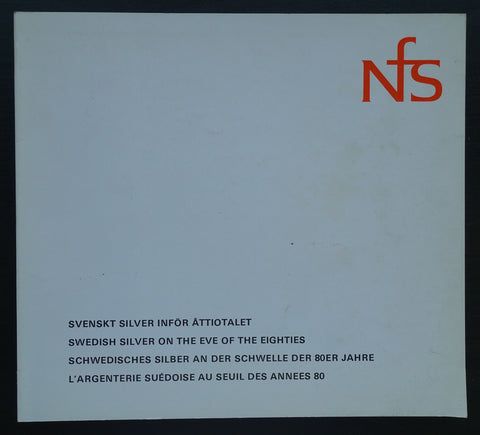 NfS
SVENSKT SILVER INFÖR ÅTTIOTALET
SWEDISH SILVER ON THE EVE OF THE EIGHTIES
SCHWEDISCHES SILBER AN DER SCHWELLE DER 80ER JAHRE
L'ARGENTERIE SUÉDOISE AU SEUIL DES ANNEES 80